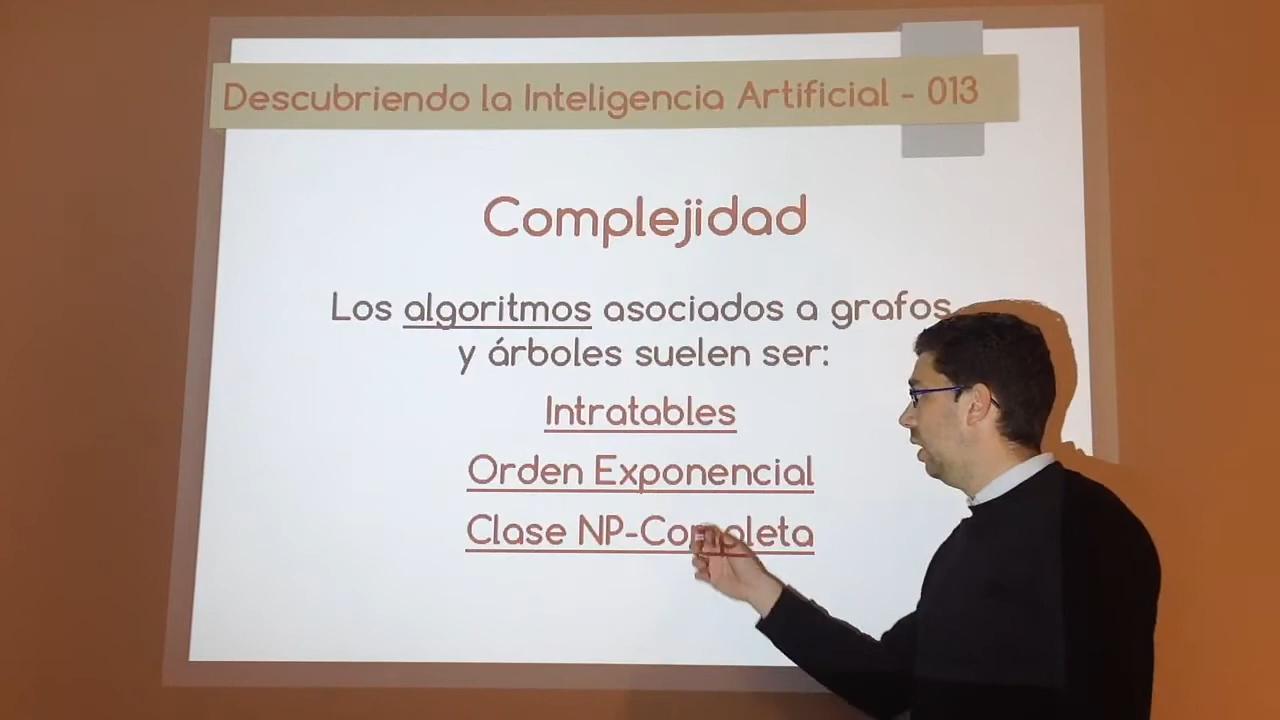 Descubriendo la Inteligencia Artificial - 013
Complejidad
Los algoritmos asociados a grafos
y árboles suelen ser:
Intratables
Orden Exponencial
Clase NP-Completa